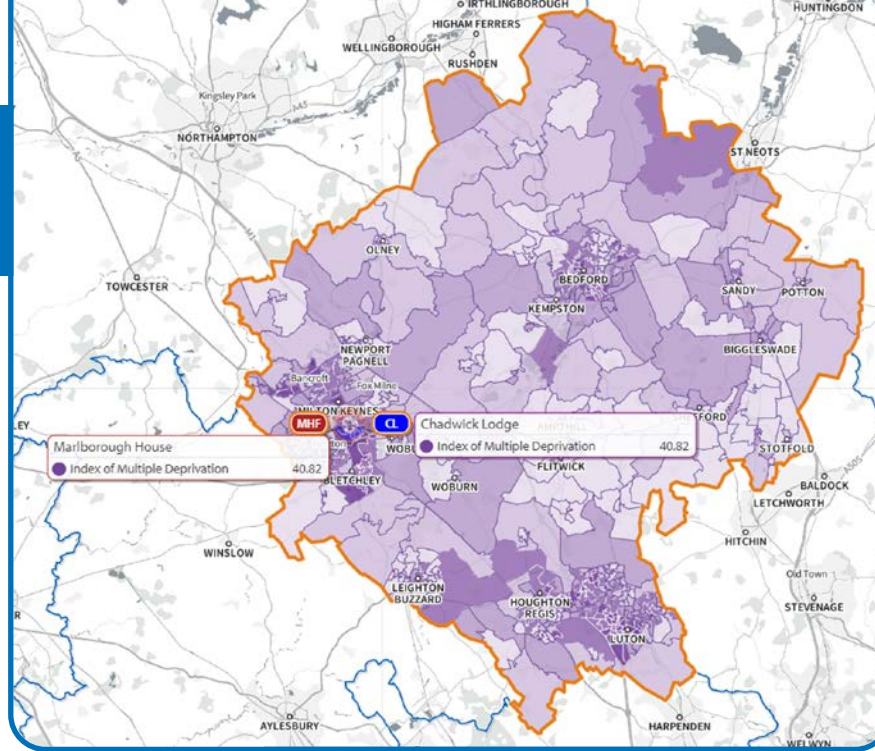 IRTHLINGBOROUGH
HUNTINGDON
HIGHAM FERRERS
WELLINGBOROUGH
RUSHDEN
Kingsley Park
A45
NORTHAMPTON
ST NEOTS
M1
OLNEY
TOWCESTER
BEDFORD
SANDY
POTTON
KEMPSTON
NEWPORT
PAGNELL
BIGGLESWADE
Bancroft
Fox Milne
MILTON KEYNES
MHF
CL
Chadwick Lodge
Index of Multiple Deprivation 40.82
Marlborough House
Index of Multiple Deprivation 40.82
STOTFOLD
FLITWICK
BLETCHLEY
WOBURN
A505
BALDOCK
LETCHWORTH
WINSLOW
HITCHIN
Old Town
LEIGHTON
BUZZARD
HOUGHTON
REGIS
STEVENAGE
LUTON
AYLESBURY
HARPENDEN
WELWYN